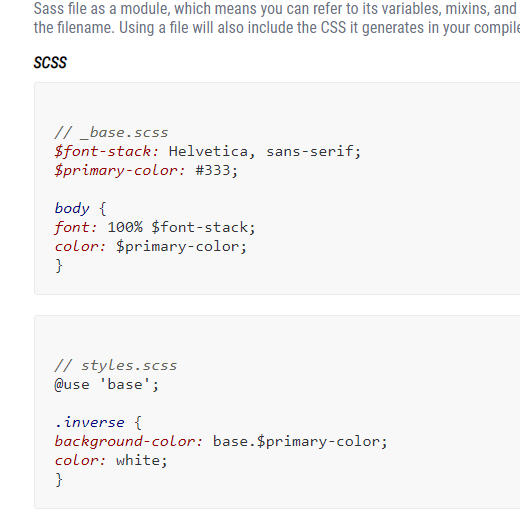 Sass file as a module, which means you can refer to its variables, mixins, and
the filename. Using a file will also include the CSS it generates in your compile
SCSS
// _base.scss
$font-stack: Helvetica, sans-serif;
$primary-color: #333;
body {
font: 100% $font-stack;
color: $primary-color;
}
// styles.scss
@use 'base';
.inverse {
background-color: base.$primary-color;
color: white;
}